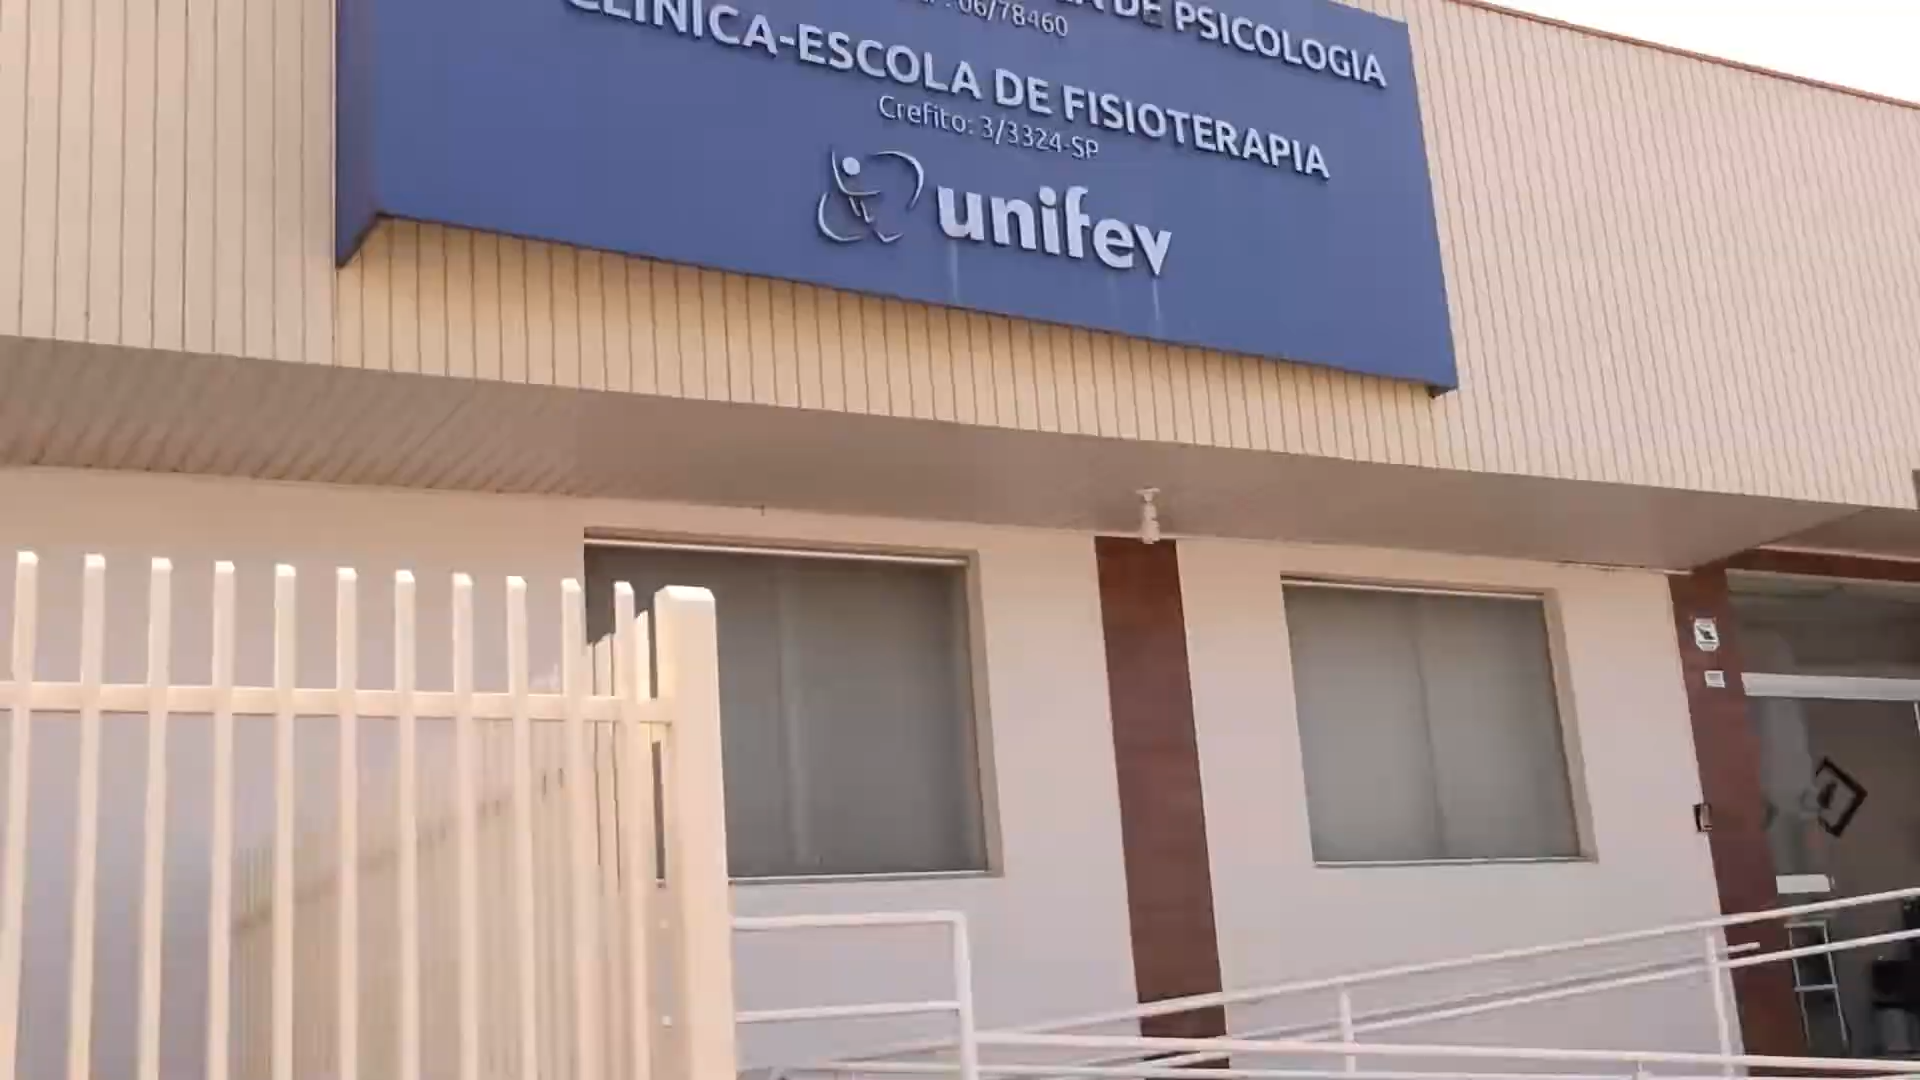 DE PSICOLOGIA
06/78460
CLÍNICA-ESCOLA DE FISIOTERAPIA
Crefito: 3/3324-SP
unifev